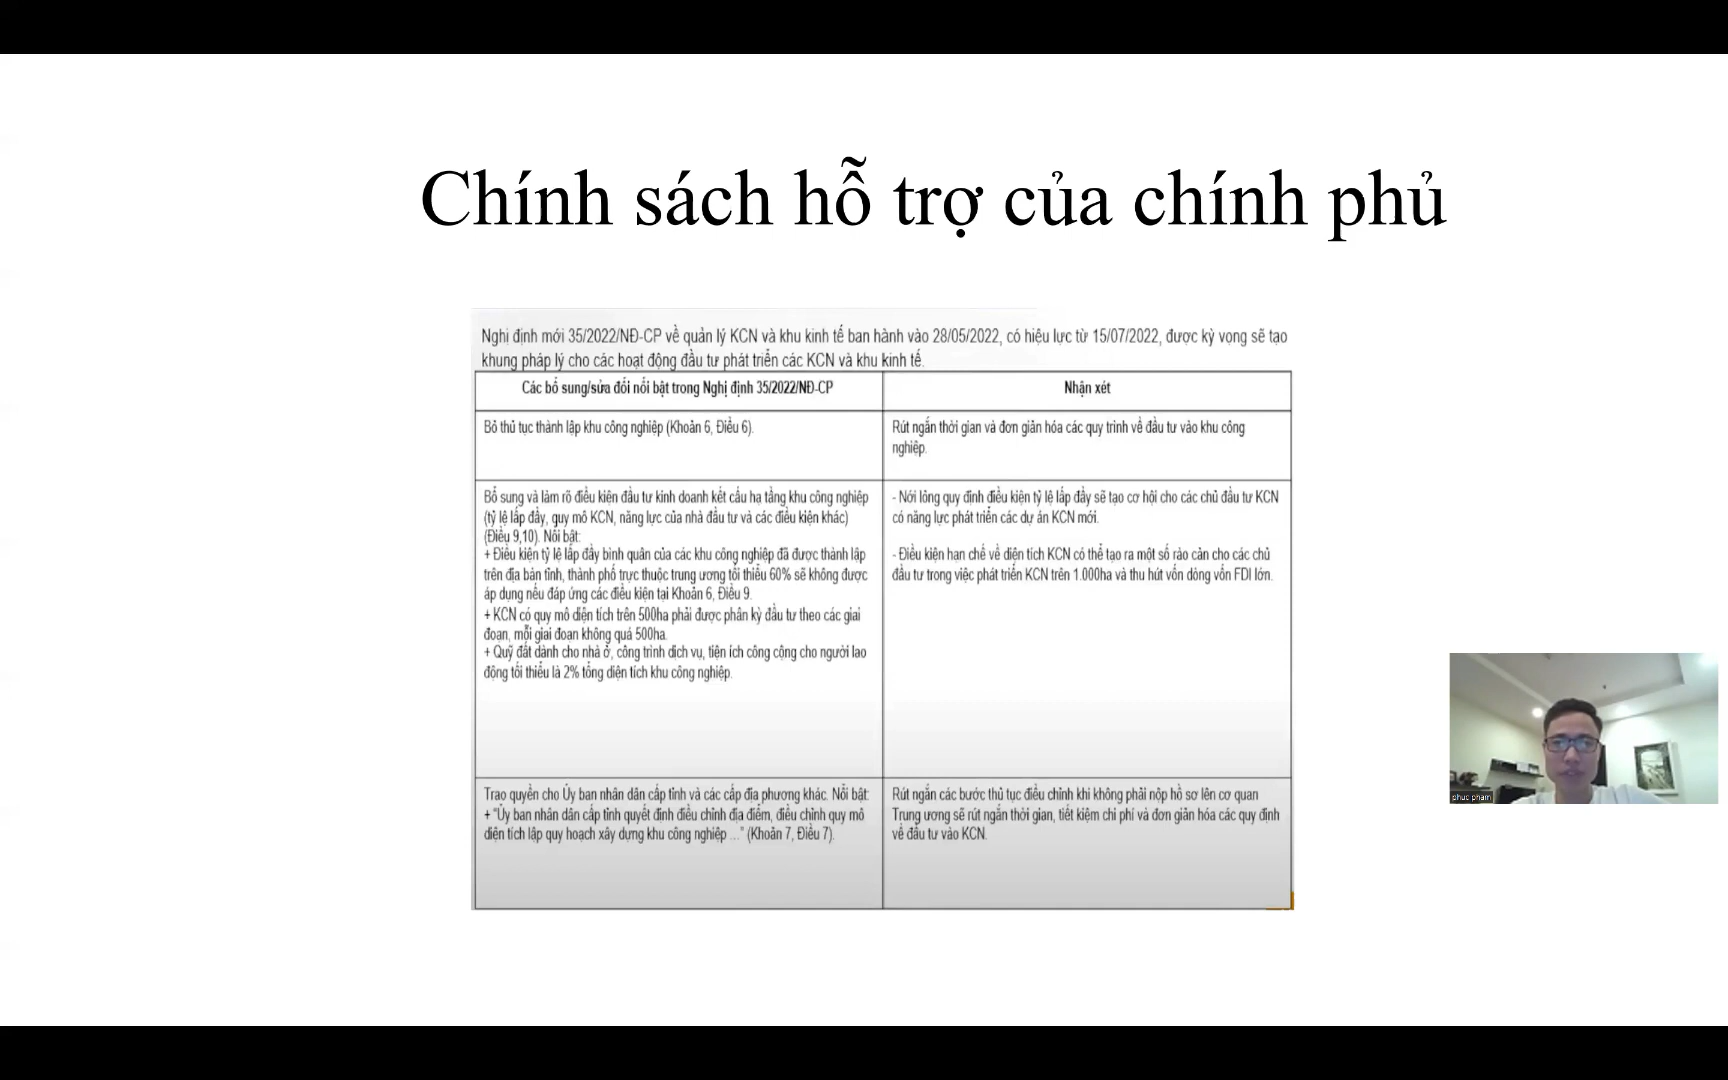 Chính sách hỗ trợ của chính phủ
Nghị định mới 35/2022/NĐ-CP về quản lý KCN và khu kinh tế ban hành vào 28/05/2022, có hiệu lực từ 15/07/2022, được kỳ vọng sẽ tạo
khung pháp lý cho các hoạt động đầu tư phát triển các KCN và khu kinh tế.
Các bổ sung/sửa đổi nổi bật trong Nghị định 35/2022/NĐ-CP
Nhận xét
Bỏ thủ tục thành lập khu công nghiệp (Khoản 6, Điều 6).
Rút ngắn thời gian và đơn giản hóa các quy trình về đầu tư vào khu công
nghiệp.
Bổ sung và làm rõ điều kiện đầu tư kinh doanh kết cấu hạ tầng khu công nghiệp
(tỷ lệ lấp đầy, quy mô KCN, năng lực của nhà đầu tư và các điều kiện khác)
(Điều 9,10). Nổi bật:
+ Điều kiện tỷ lệ lấp đầy bình quân của các khu công nghiệp đã được thành lập
trên địa bàn tỉnh, thành phố trực thuộc trung ương tối thiểu 60% sẽ không được
áp dụng nếu đáp ứng các điều kiện tại Khoản 6, Điều 9.
+ KCN có quy mô diện tích trên 500ha phải được phân kỳ đầu tư theo các giai
đoạn, mỗi giai đoạn không quá 500ha.
+ Quỹ đất dành cho nhà ở, công trình dịch vụ, tiện ích công cộng cho người lao
động tối thiểu là 2% tổng diện tích khu công nghiệp.
- Nới lỏng quy định điều kiện tỷ lệ lấp đầy sẽ tạo cơ hội cho các chủ đầu tư KCN
có năng lực phát triển các dự án KCN mới.
- Điều kiện hạn chế về diện tích KCN có thể tạo ra một số rào cản cho các chủ
đầu tư trong việc phát triển KCN trên 1.000ha và thu hút vốn dòng vốn FDI lớn.
Trao quyền cho Ủy ban nhân dân cấp tỉnh và các cấp địa phương khác. Nổi bật:
+ "Ủy ban nhân dân cấp tỉnh quyết định điều chỉnh địa điểm, điều chỉnh quy mô
diện tích lập quy hoạch xây dựng khu công nghiệp ..." (Khoản 7, Điều 7).
Rút ngắn các bước thủ tục điều chỉnh khi không phải nộp hồ sơ lên cơ quan
Trung ương sẽ rút ngắn thời gian, tiết kiệm chi phí và đơn giản hóa các quy định
về đầu tư vào KCN.
phuc pham